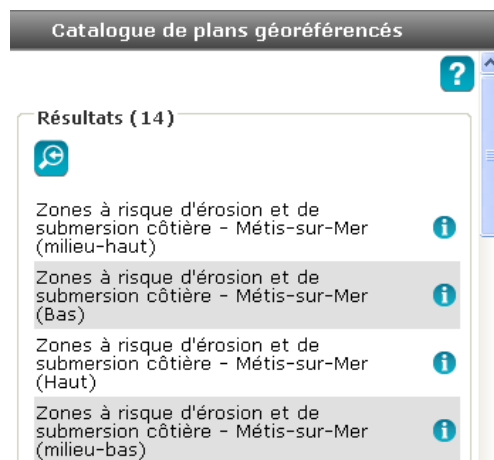 Catalogue de plans géoréférencés
?
Résultats (14)
Zones à risque d'érosion et de
submersion côtière - Métis-sur-Mer
(milieu-haut)
i
Zones à risque d'érosion et de
submersion côtière - Métis-sur-Mer
(Bas)
i
Zones à risque d'érosion et de
submersion côtière - Métis-sur-Mer
(Haut)
i
Zones à risque d'érosion et de
submersion côtière - Métis-sur-Mer
(milieu-bas)
i